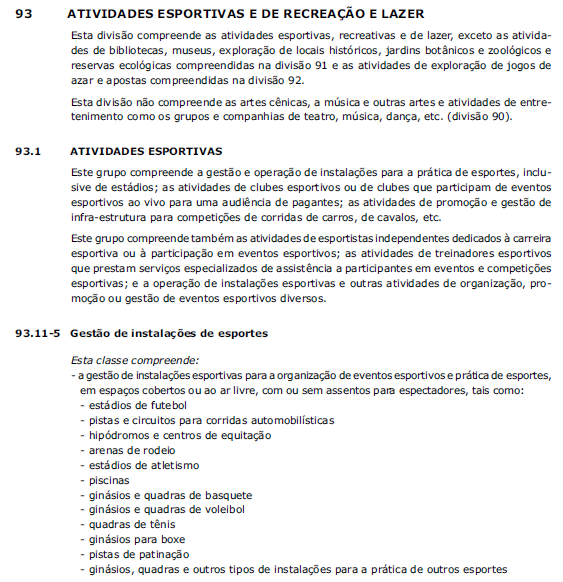 93 ATIVIDADES ESPORTIVAS E DE RECREAÇÃO E LAZER
Esta divisão compreende as atividades esportivas, recreativas e de lazer, exceto as ativida-
des de bibliotecas, museus, exploração de locais históricos, jardins botânicos e zoológicos e
reservas ecológicas compreendidas na divisão 91 e as atividades de exploração de jogos de
azar e apostas compreendidas na divisão 92.
Esta divisão não compreende as artes cênicas, a música e outras artes e atividades de entre-
tenimento como os grupos e companhias de teatro, música, dança, etc. (divisão 90).
93.1 ATIVIDADES ESPORTIVAS
Este grupo compreende a gestão e operação de instalações para a prática de esportes, inclu-
sive de estádios; as atividades de clubes esportivos ou de clubes que participam de eventos
esportivos ao vivo para uma audiência de pagantes; as atividades de promoção e gestão de
infra-estrutura para competições de corridas de carros, de cavalos, etc.
Este grupo compreende também as atividades de esportistas independentes dedicados à carreira
esportiva ou à participação em eventos esportivos; as atividades de treinadores esportivos
que prestam serviços especializados de assistência a participantes em eventos e competições
esportivas; e a operação de instalações esportivas e outras atividades de organização, pro-
moção ou gestão de eventos esportivos diversos.
93.11-5 Gestão de instalações de esportes
Esta classe compreende:
- a gestão de instalações esportivas para a organização de eventos esportivos e prática de esportes,
em espaços cobertos ou ao ar livre, com ou sem assentos para espectadores, tais como:
- estádios de futebol
- pistas e circuitos para corridas automobilísticas
- hipódromos e centros de equitação
- arenas de rodeio
- estádios de atletismo
- piscinas
- ginásios e quadras de basquete
- ginásios e quadras de voleibol
- quadras de tênis
- ginásios para boxe
- pistas de patinação
- ginásios, quadras e outros tipos de instalações para a prática de outros esportes